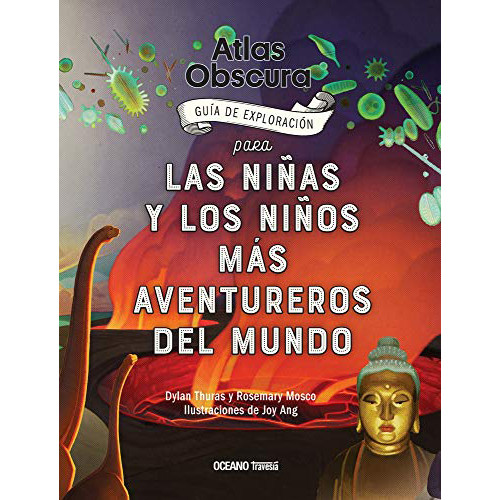 Atlas
Obscura
GUÍA DE EXPLORACIÓN
para
LAS NIÑAS
Y LOS NIÑOS
MÁS
AVENTUREROS
DEL MUNDO
Dylan Thuras y Rosemary Mosco
Ilustraciones de Joy Ang
OCEANO travesía